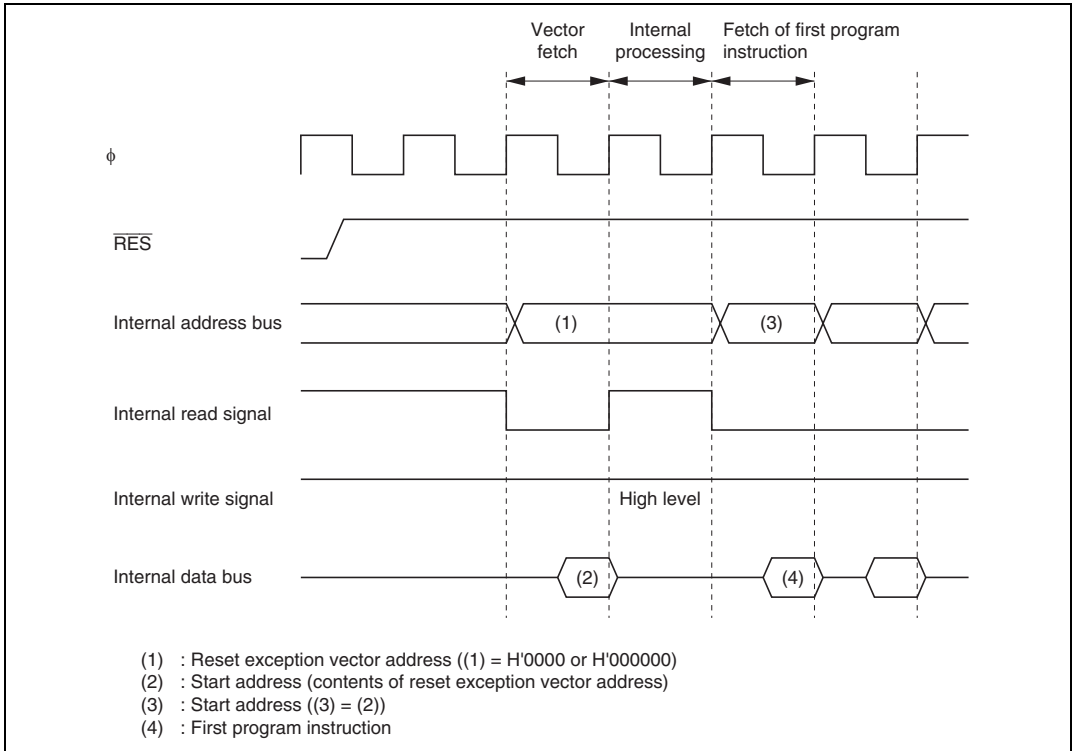 Vector fetch
Internal processing
Fetch of first program instruction
φ
RES
Internal address bus
(1)
(3)
Internal read signal
Internal write signal
High level
Internal data bus
(2)
(4)
(1) : Reset exception vector address ((1) = H'0000 or H'000000)
(2) : Start address (contents of reset exception vector address)
(3) : Start address ((3) = (2))
(4) : First program instruction